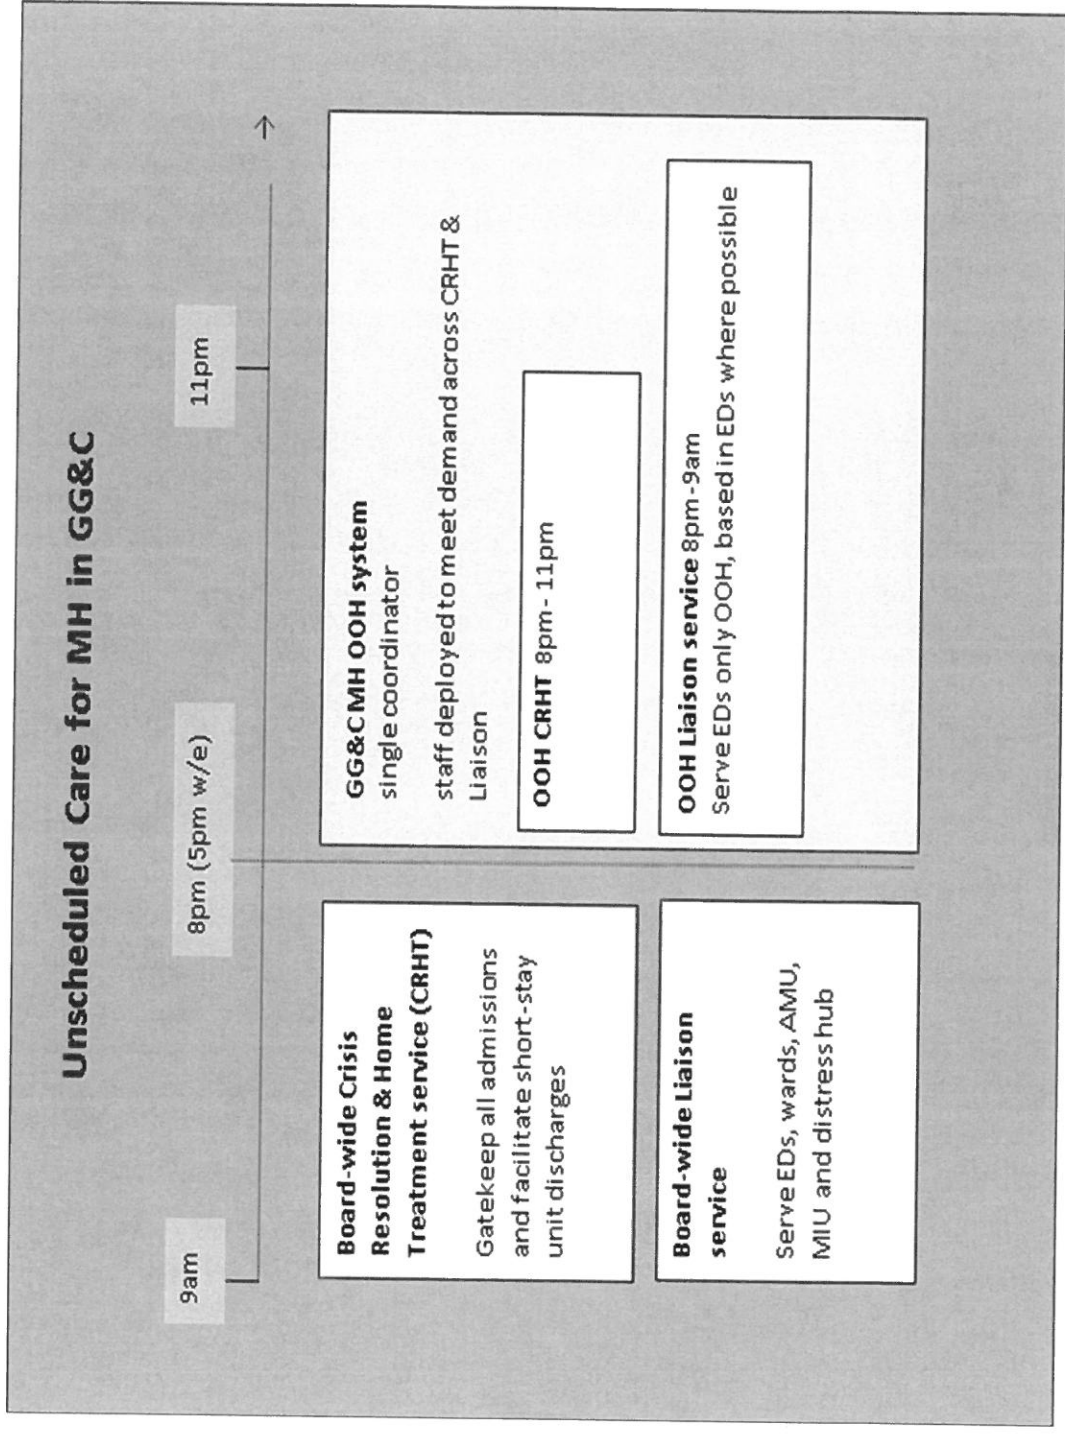 Unscheduled Care for MH in GG&C
9am
8pm (5pm w/e)
11pm
Board-wide Crisis
Resolution & Home
Treatment service (CRHT)
Gatekeep all admissions
and facilitate short-stay
unit discharges
Board-wide Liaison
service
Serve EDs, wards, AMU,
MIU and distress hub
GG&C MH OOH system
single coordinator
staff deployed to meet demand across CRHT &
Liaison
OOH CRHT 8pm - 11pm
OOH Liaison service 8pm-9am
Serve EDs only OOH, based in EDs where possible